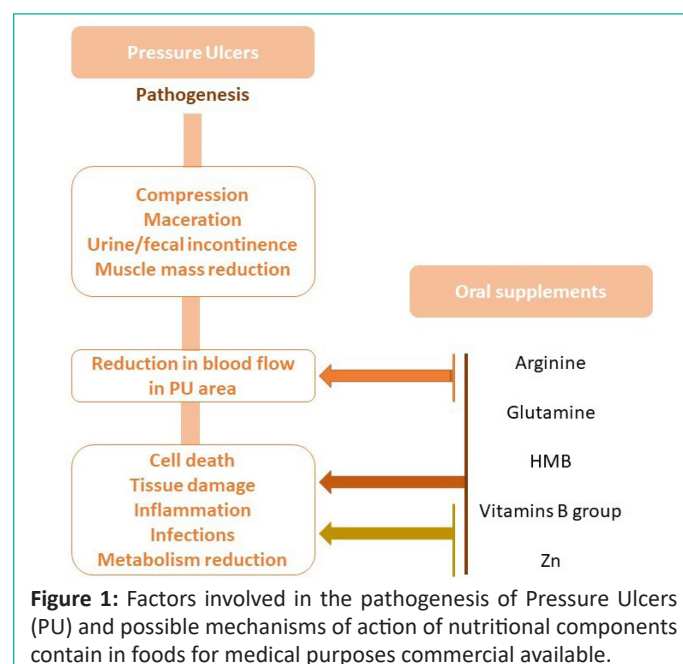 Pressure Ulcers
Pathogenesis
Compression
Maceration
Urine/fecal incontinence
Muscle mass reduction
Oral supplements
Reduction in blood flow
in PU area
Arginine
Glutamine
HMB
Vitamins B group
Zn
Cell death
Tissue damage
Inflammation
Infections
Metabolism reduction
Figure 1: Factors involved in the pathogenesis of Pressure Ulcers
(PU) and possible mechanisms of action of nutritional components
contain in foods for medical purposes commercial available.